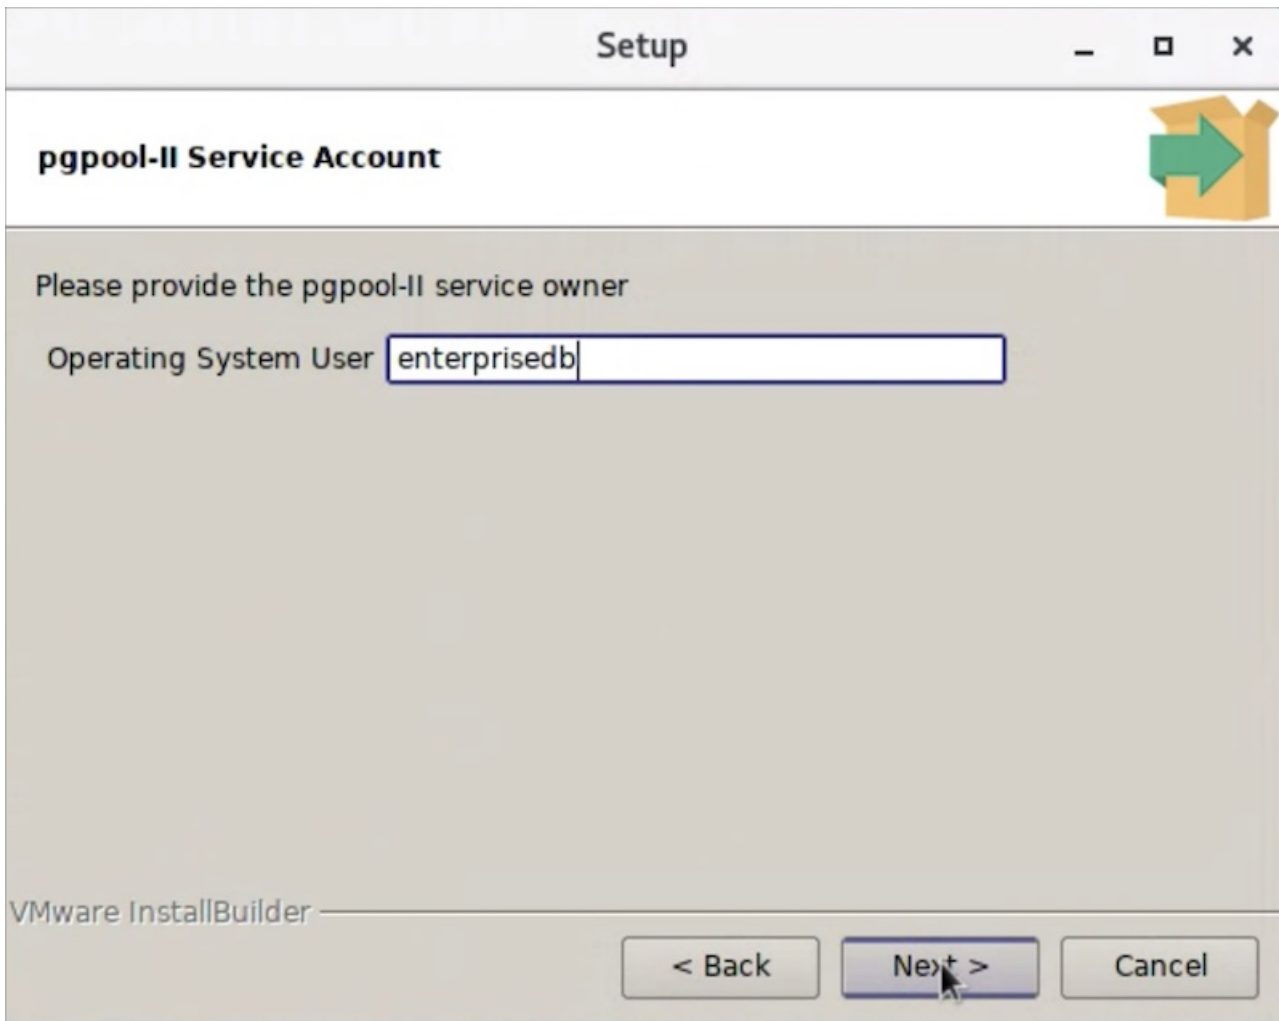 Setup
pgpool-II Service Account
Please provide the pgpool-II service owner
Operating System User enterprisedb
VMware InstallBuilder
< Back Next > Cancel